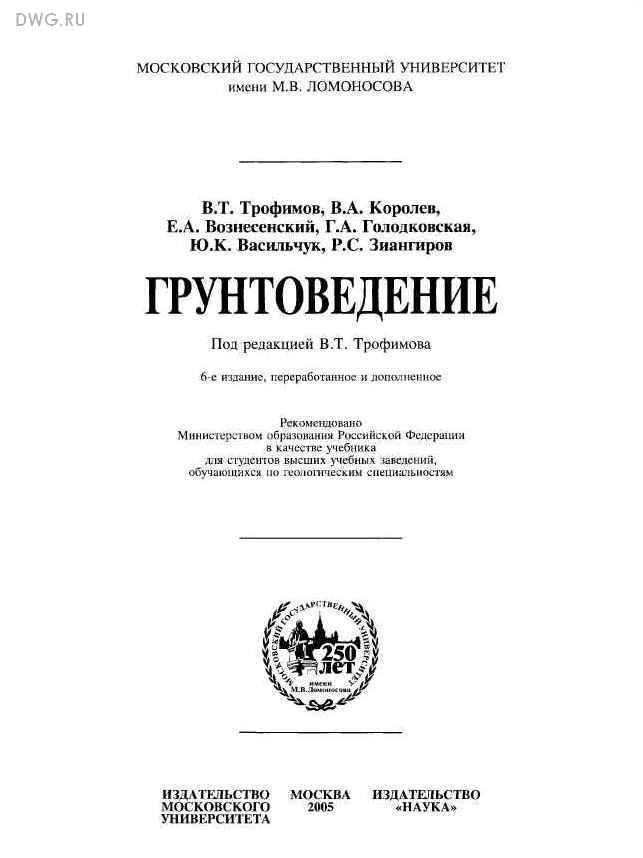 DWG.RU
МОСКОВСКИЙ ГОСУДАРСТВЕННЫЙ УНИВЕРСИТЕТ
имени М.В. ЛОМОНОСОВА
В.Т. Трофимов, В.А. Королев,
Е.А. Вознесенский, Г.А. Голодковская,
Ю.К. Васильчук, Р.С. Зиангиров
ГРУНТОВЕДЕНИЕ
Под редакцией В.Т. Трофимова
6-е издание, переработанное и дополненное
Рекомендовано
Министерством образования Российской Федерации
в качестве учебника
для студентов высших учебных заведений,
обучающихся по геологическим специальностям
МОСКОВСКИЙ ГОСУДАРСТВЕННЫЙ УНИВЕРСИТЕТ
250
ЛЕТ
имени
М.В.Ломоносова
ИЗДАТЕЛЬСТВО МОСКВА ИЗДАТЕЛЬСТВО
МОСКОВСКОГО 2005 «НАУКА»
УНИВЕРСИТЕТА